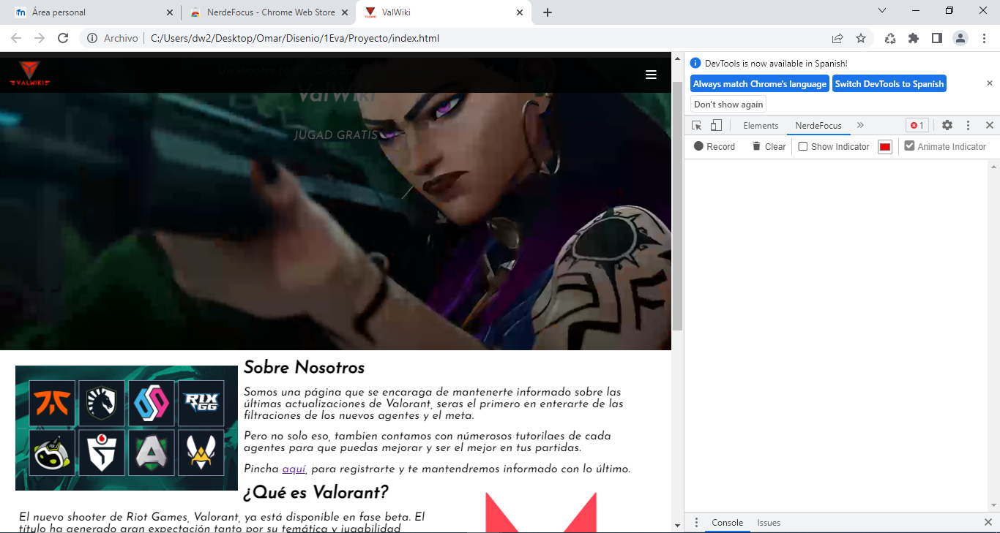 Área personal
NerdeFocus - Chrome Web Store
ValWiki
Archivo
C:/Users/dw2/Desktop/Omar/Disenio/1Eva/Proyecto/index.html
VALWIKI
ValWiki
JUGAD GRATIS
DevTools is now available in Spanish!
Always match Chrome's language
Switch DevTools to Spanish
Don't show again
Elements
NerdeFocus
1
Record
Clear
Show Indicator
Animate Indicator
Sobre Nosotros
Somos una página que se encaraga de mantenerte informado sobre las
últimas actualizaciones de Valorant, seras el primero en enterarte de las
filtraciones de los nuevos agentes y el meta.
Pero no solo eso, tambien contamos con númerosos tutorilaes de cada
agentes para que puedas mejorar y ser el mejor en tus partidas.
Pincha aquí, para registrarte y te mantendremos informado con lo último.
RIX
GG
¿Qué es Valorant?
El nuevo shooter de Riot Games, Valorant, ya está disponible en fase beta. El
título ha generado gran expectación tanto por su temática y jugabilidad
Console
Issues